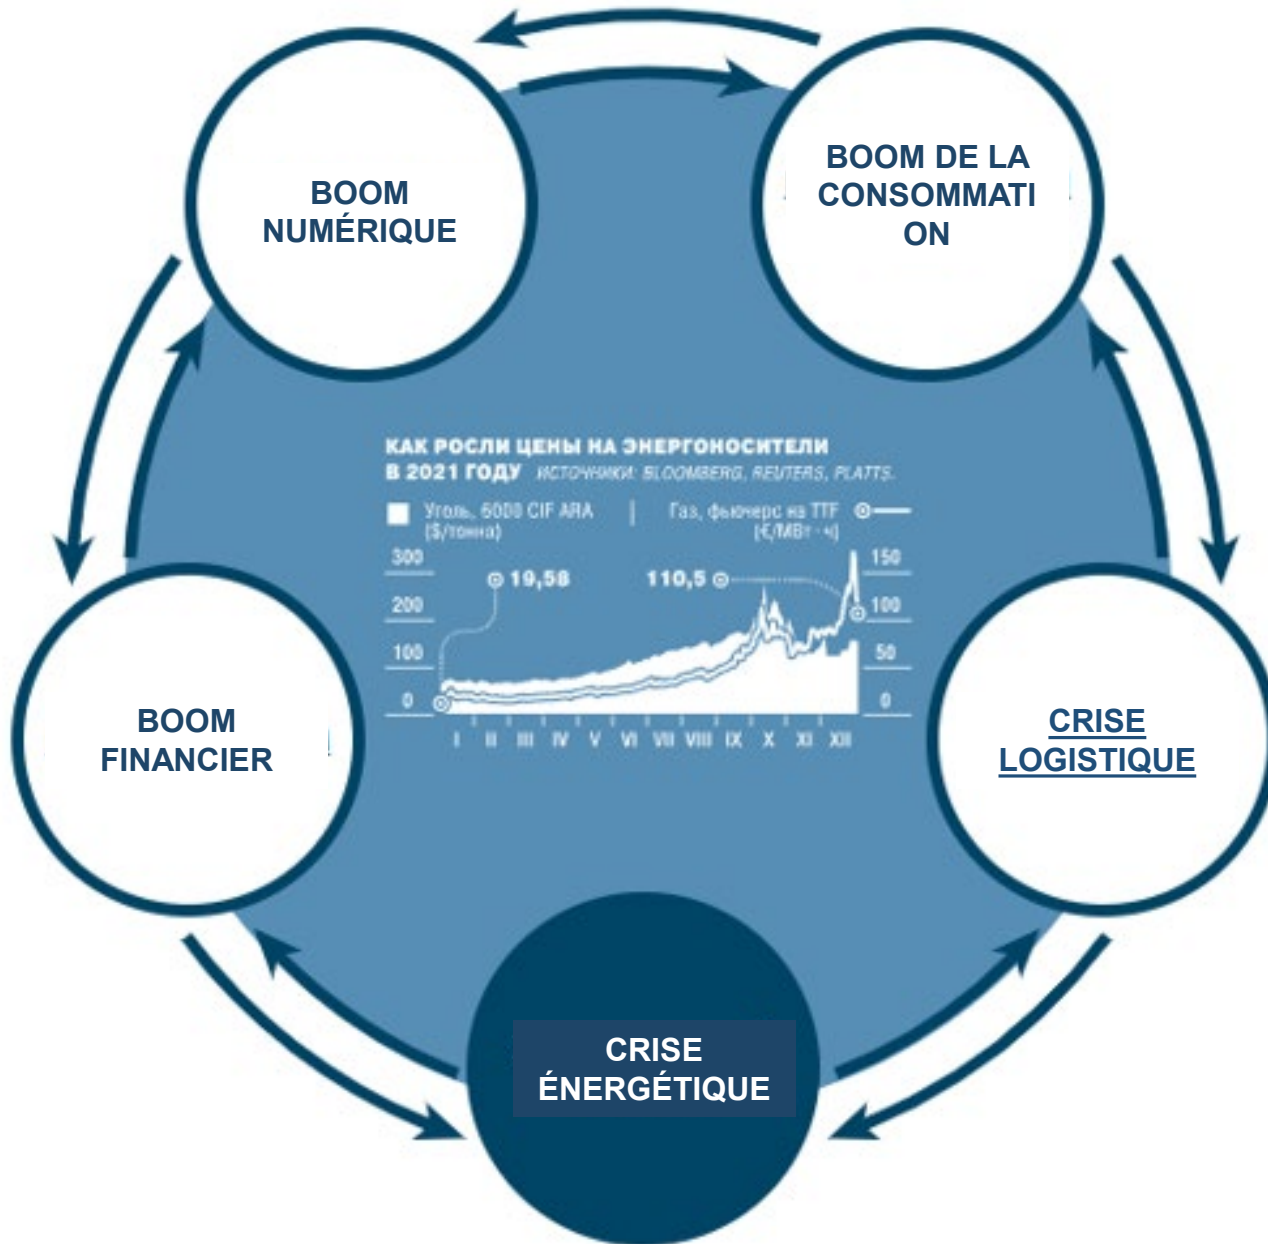 BOOM
NUMÉRIQUE
BOOM DE LA
CONSOMMATI
ON
КАК РОСЛИ ЦЕНЫ НА ЭНЕРГОНОСИТЕЛИ
В 2021 ГОДУ ИСТОЧНИКИ: BLOOMBERG, REUTERS, PLATTS.
Уголь, 6000 CIF ARA
($/тонна)
Газ, фьючерс на TTF
(€/МВт · ч)
300
200
100
0
19,58
110,5
150
100
50
0
I II III IV V VI VII VIII IX X XI XII
BOOM
FINANCIER
CRISE
LOGISTIQUE
CRISE
ÉNERGÉTIQUE